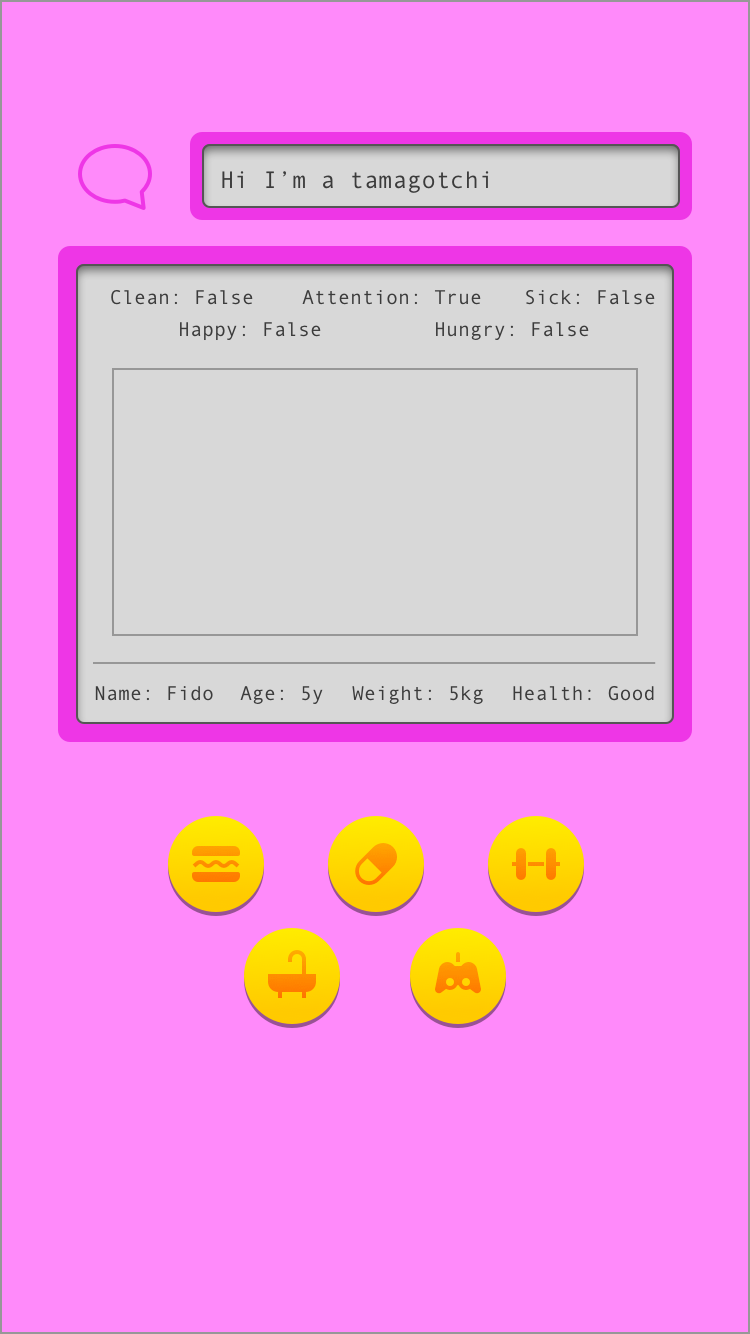 Hi I’m a tamagotchi
Clean: False Attention: True Sick: False
Happy: False Hungry: False
Name: Fido Age: 5y Weight: 5kg Health: Good